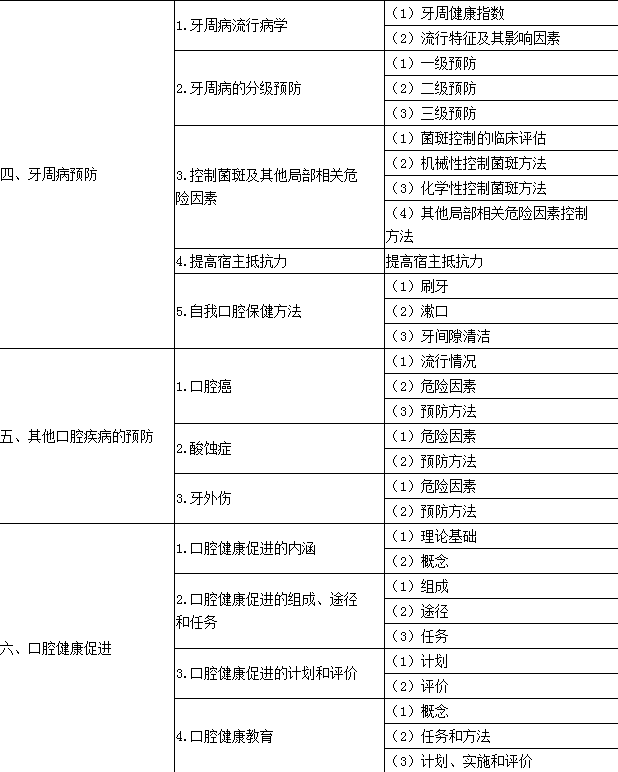 四、牙周病预防
1.牙周病流行病学
（1）牙周健康指数
（2）流行特征及其影响因素
2.牙周病的分级预防
（1）一级预防
（2）二级预防
（3）三级预防
3.控制菌斑及其他局部相关危
险因素
（1）菌斑控制的临床评估
（2）机械性控制菌斑方法
（3）化学性控制菌斑方法
（4）其他局部相关危险因素控制
方法
4.提高宿主抵抗力
提高宿主抵抗力
5.自我口腔保健方法
（1）刷牙
（2）漱口
（3）牙间隙清洁
五、其他口腔疾病的预防
1.口腔癌
（1）流行情况
（2）危险因素
（3）预防方法
2.酸蚀症
（1）危险因素
（2）预防方法
3.牙外伤
（1）危险因素
（2）预防方法
六、口腔健康促进
1.口腔健康促进的内涵
（1）理论基础
（2）概念
2.口腔健康促进的组成、途径
和任务
（1）组成
（2）途径
（3）任务
3.口腔健康促进的计划和评价
（1）计划
（2）评价
4.口腔健康教育
（1）概念
（2）任务和方法
（3）计划、实施和评价